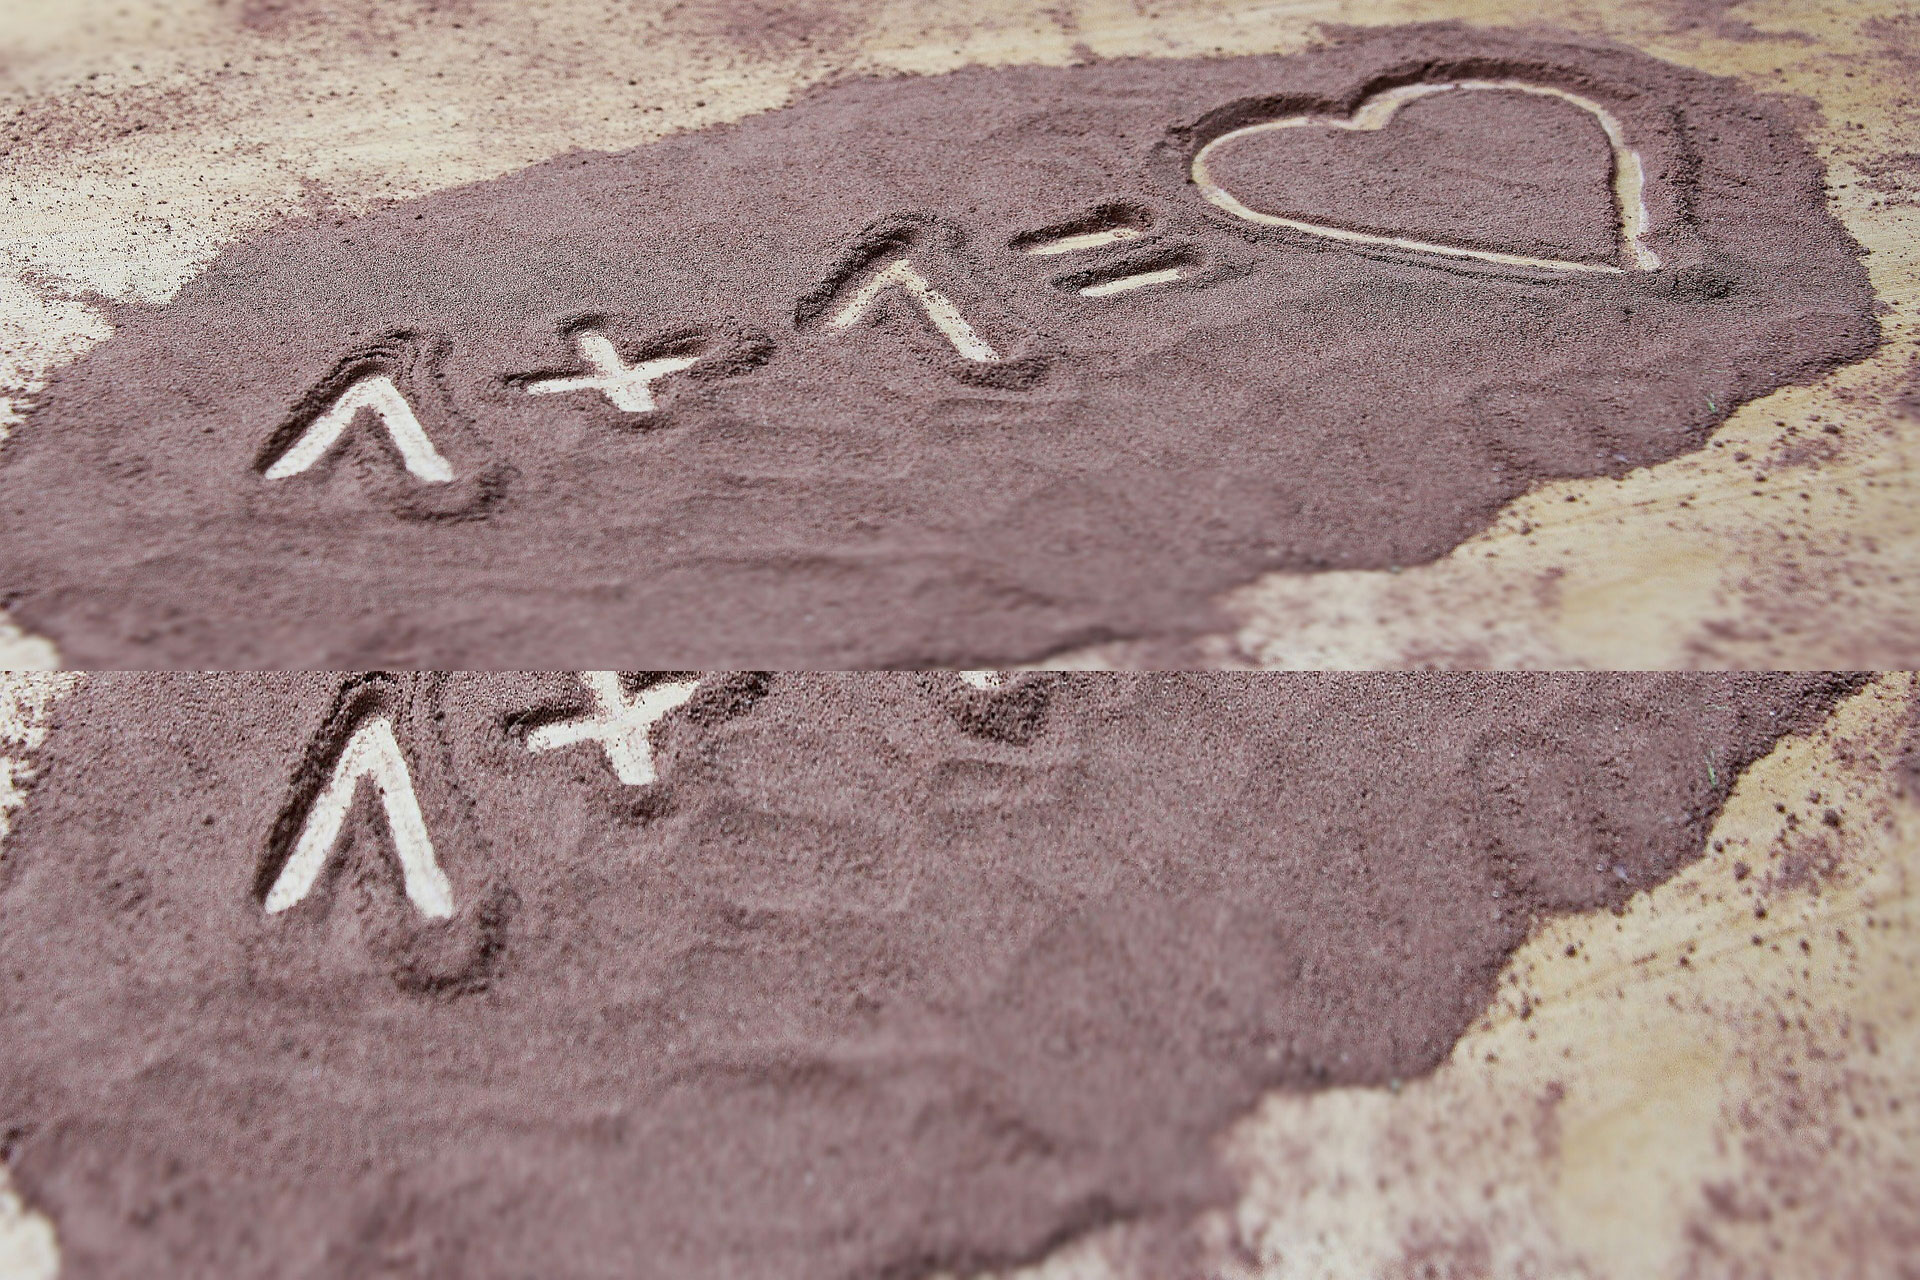 1 + 1 = ♡
1 +